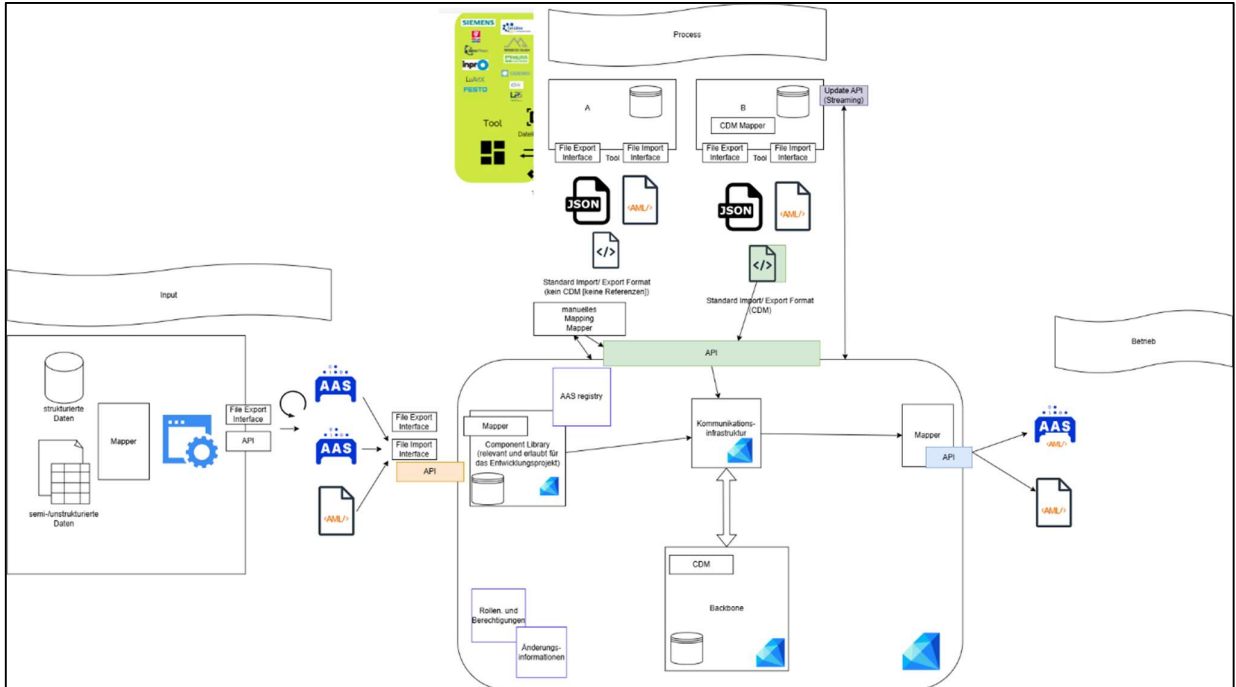 SIEMENS
inpro
FESTO
Tool
Process
A
File Export
Interface
Tool
File Import
Interface
B
CDM Mapper
File Export
Interface
Tool
File Import
Interface
Update API
(Streaming)
JSON
<AML/>
</>
Standard Import/ Export Format
(kein CDM [keine Referenzen])
JSON
<AML/>
</>
Standard Import/ Export Format
(CDM)
manuelles
Mapping
Mapper
API
Input
strukturierte
Daten
semi-/unstrukturierte
Daten
Mapper
File Export
Interface
API
AAS
AAS
<AML/>
File Export
Interface
File Import
Interface
API
AAS registry
Mapper
Component Library
(relevant und erlaubt für
das Entwicklungsprojekt)
Kommunikations-
infrastruktur
CDM
Backbone
Rollen. und
Berechtigungen
Änderungs-
informationen
Mapper
API
Betrieb
AAS
<AML/>
<AML/>